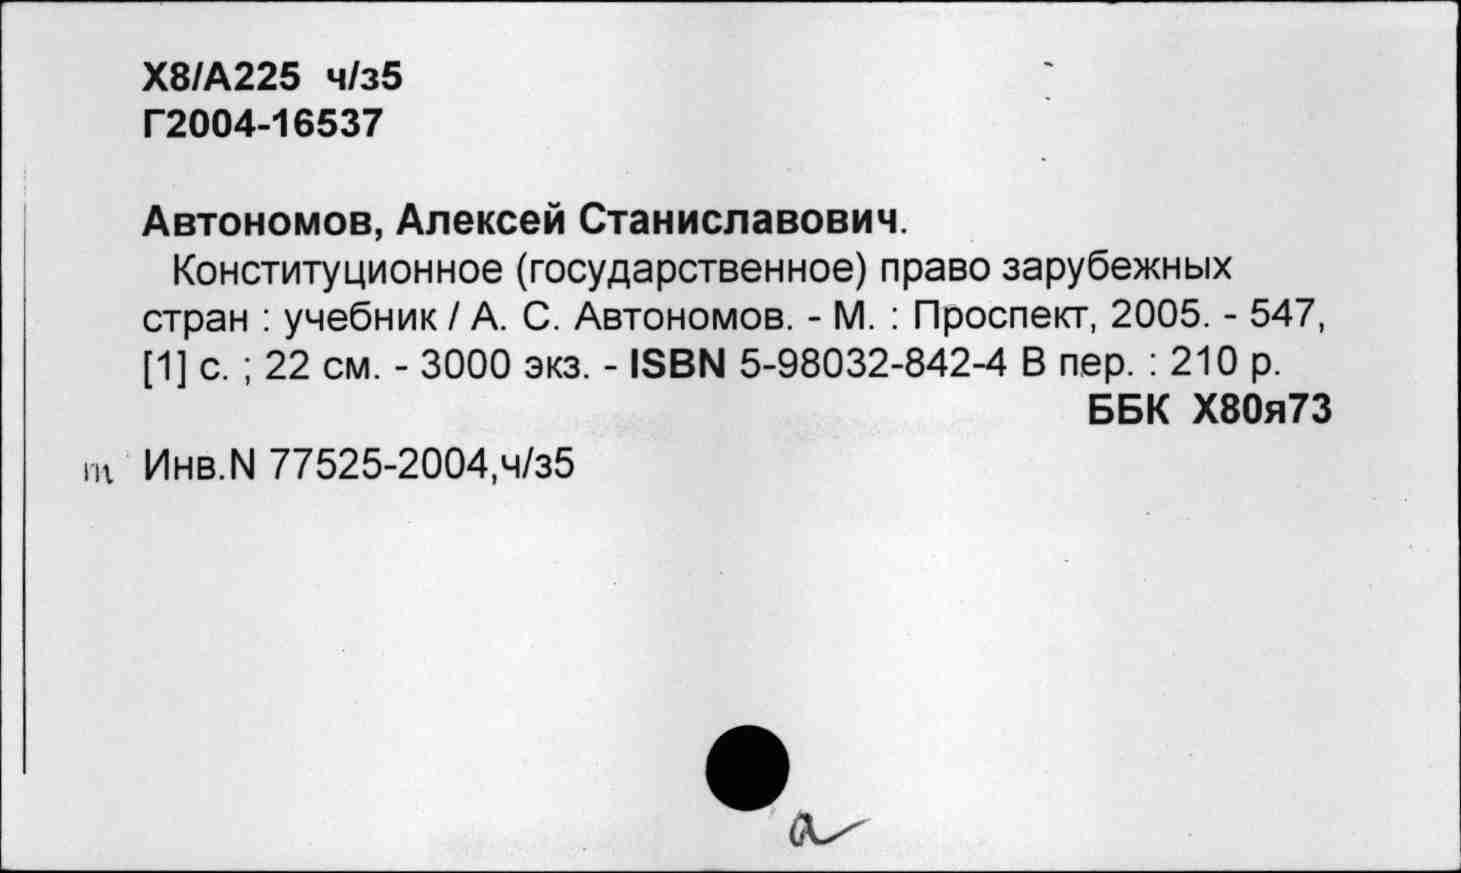 Х8/А225 ч/з5
Г2004-16537
Автономов, Алексей Станиславович.
Конституционное (государственное) право зарубежных
стран : учебник / А. С. Автономов. - М. : Проспект, 2005. - 547,
[1] с. ; 22 см. - 3000 экз. - ISBN 5-98032-842-4 В пер. : 210 р.
ББК Х80я73
m Инв.N 77525-2004,ч/з5
а